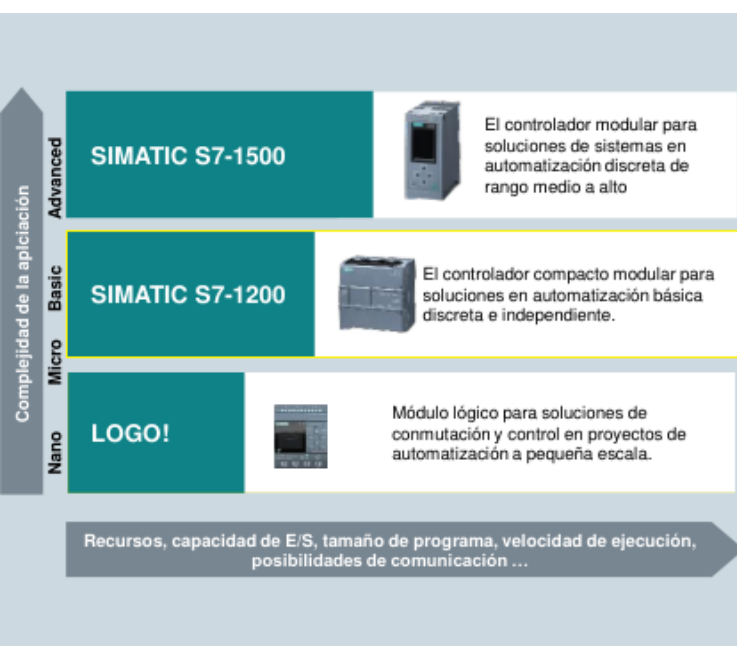 Complejidad de la aplciación
Advanced
SIMATIC S7-1500
El controlador modular para
soluciones de sistemas en
automatización discreta de
rango medio a alto
Basic
SIMATIC S7-1200
El controlador compacto modular para
soluciones en automatización básica
discreta e independiente.
Micro
Nano
LOGO!
Módulo lógico para soluciones de
conmutación y control en proyectos de
automatización a pequeña escala.
Recursos, capacidad de E/S, tamaño de programa, velocidad de ejecución,
posibilidades de comunicación ...